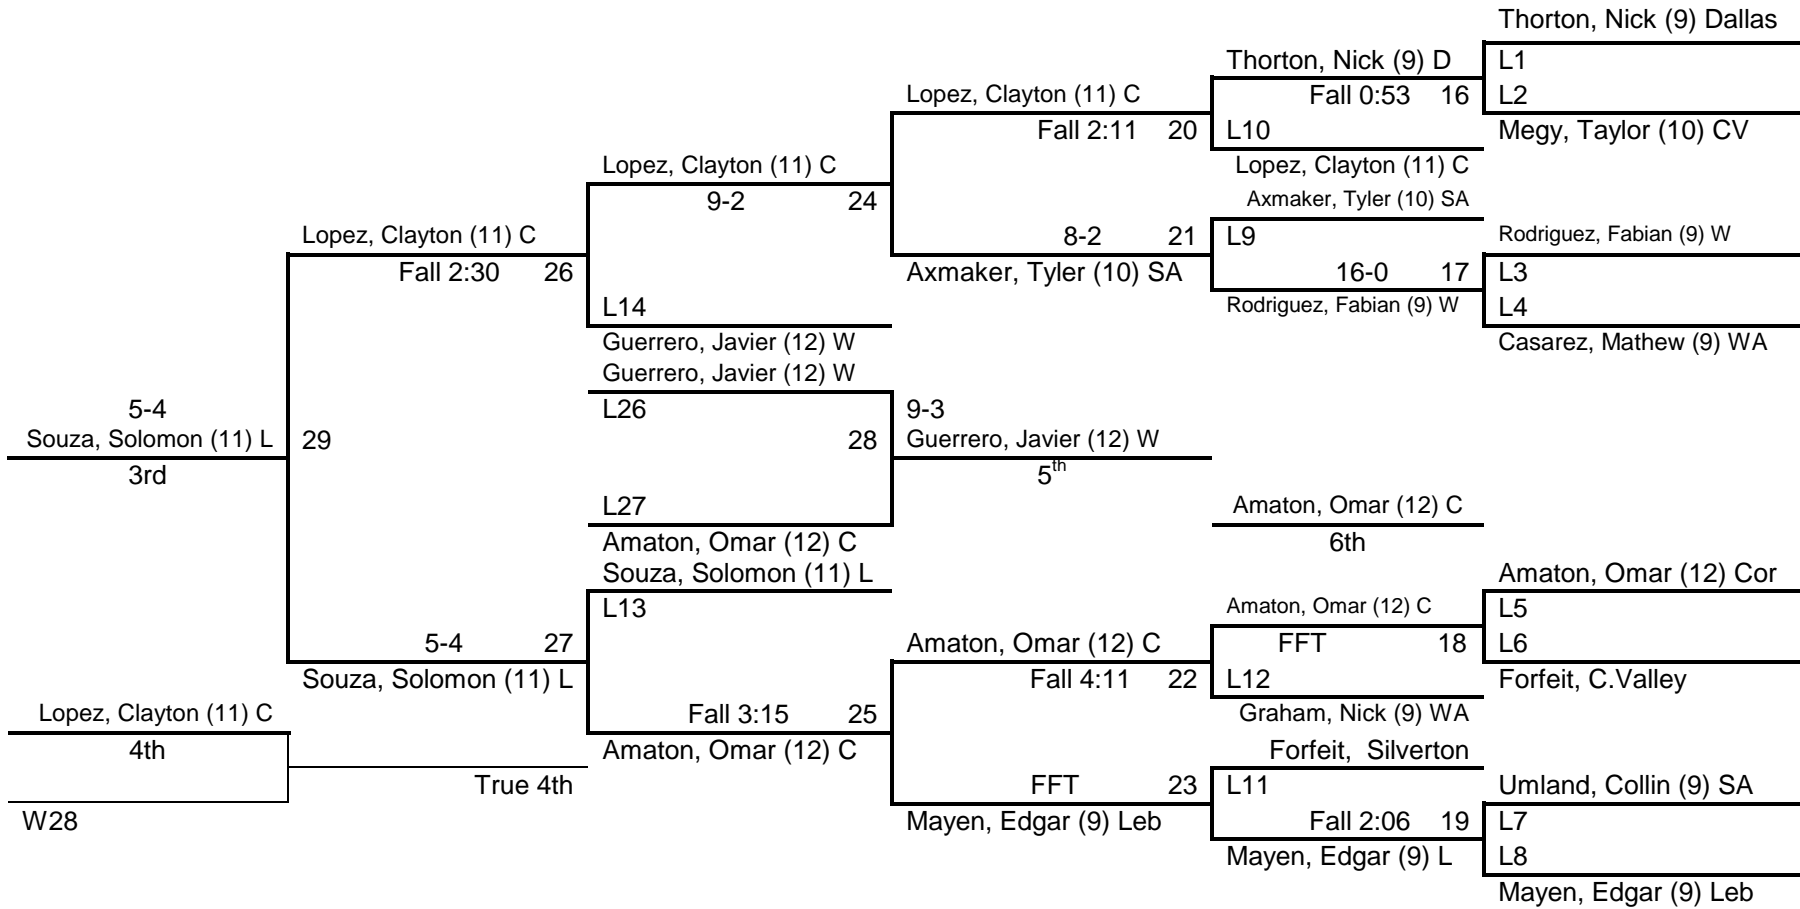 Thorton, Nick (9) Dallas
Thorton, Nick (9) D
L1
Lopez, Clayton (11) C
Fall 0:53 16
L2
Fall 2:11 20
L10
Megy, Taylor (10) CV
Lopez, Clayton (11) C
Lopez, Clayton (11) C
9-2 24
Axmaker, Tyler (10) SA
Lopez, Clayton (11) C
8-2 21
L9
Rodriguez, Fabian (9) W
Fall 2:30 26
Axmaker, Tyler (10) SA
16-0 17
L3
L14
Rodriguez, Fabian (9) W
L4
Guerrero, Javier (12) W
Casarez, Mathew (9) WA
Guerrero, Javier (12) W
5-4
L26
9-3
Souza, Solomon (11) L
29
28
Guerrero, Javier (12) W
3rd
5th
L27
Amaton, Omar (12) C
Amaton, Omar (12) C
6th
Souza, Solomon (11) L
Amaton, Omar (12) Cor
L13
Amaton, Omar (12) C
L5
5-4 27
Amaton, Omar (12) C
FFT 18
L6
Souza, Solomon (11) L
Fall 4:11 22
L12
Forfeit, C.Valley
Lopez, Clayton (11) C
Fall 3:15 25
Graham, Nick (9) WA
4th
Amaton, Omar (12) C
Forfeit, Silverton
True 4th
FFT 23
L11
Umland, Collin (9) SA
W28
Mayen, Edgar (9) Leb
Fall 2:06 19
L7
Mayen, Edgar (9) L
L8
Mayen, Edgar (9) Leb